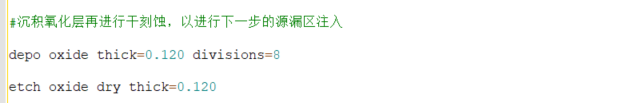 #沉积氧化层再进行干刻蚀，以进行下一步的源漏区注入
depo oxide thick=0.120 divisions=8
etch oxide dry thick=0.120